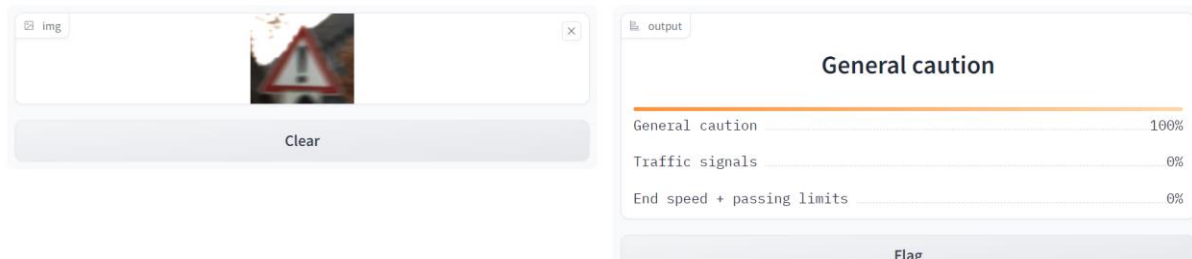 img
Clear
output
General caution
General caution 100%
Traffic signals 0%
End speed + passing limits 0%
Flag